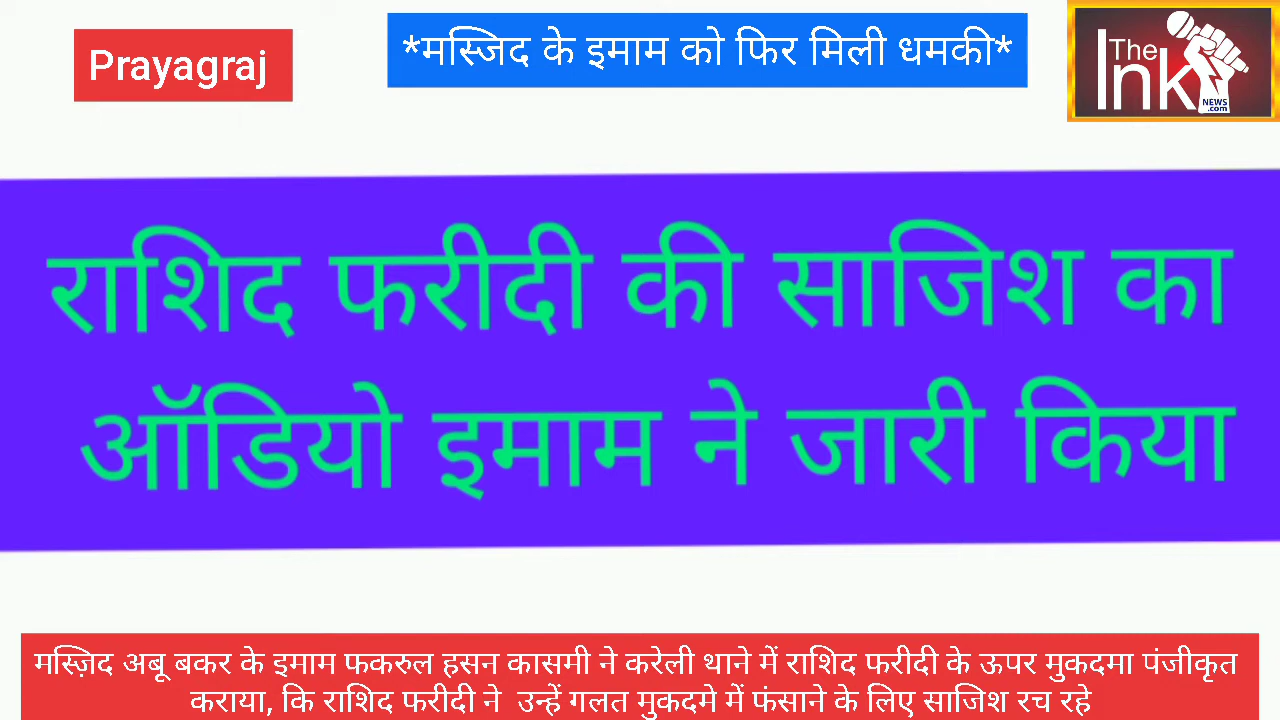 Prayagraj
*मस्जिद के इमाम को फिर मिली धमकी*
The
Ink
NEWS
.com
राशिद फरीदी की साजिश का
ऑडियो इमाम ने जारी किया
मस्ज़िद अबू बकर के इमाम फकरुल हसन कासमी ने करेली थाने में राशिद फरीदी के ऊपर मुकदमा पंजीकृत
कराया, कि राशिद फरीदी ने उन्हें गलत मुकदमे में फंसाने के लिए साजिश रच रहे